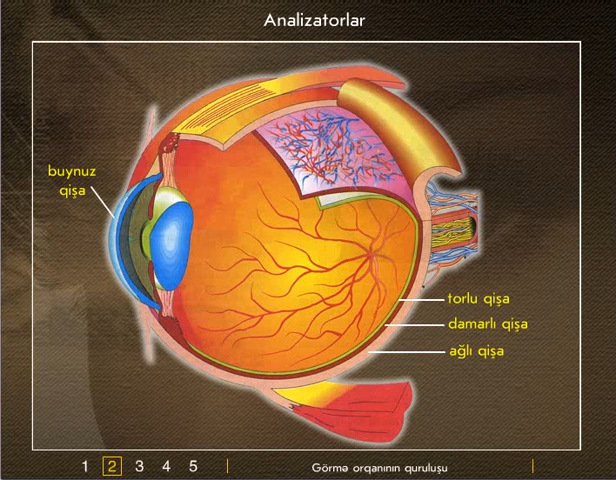 Analizatorlar
buynuz
qişa
torlu qişa
damarlı qişa
ağlı qişa
1 2 3 4 5
Görmə orqanının quruluşu